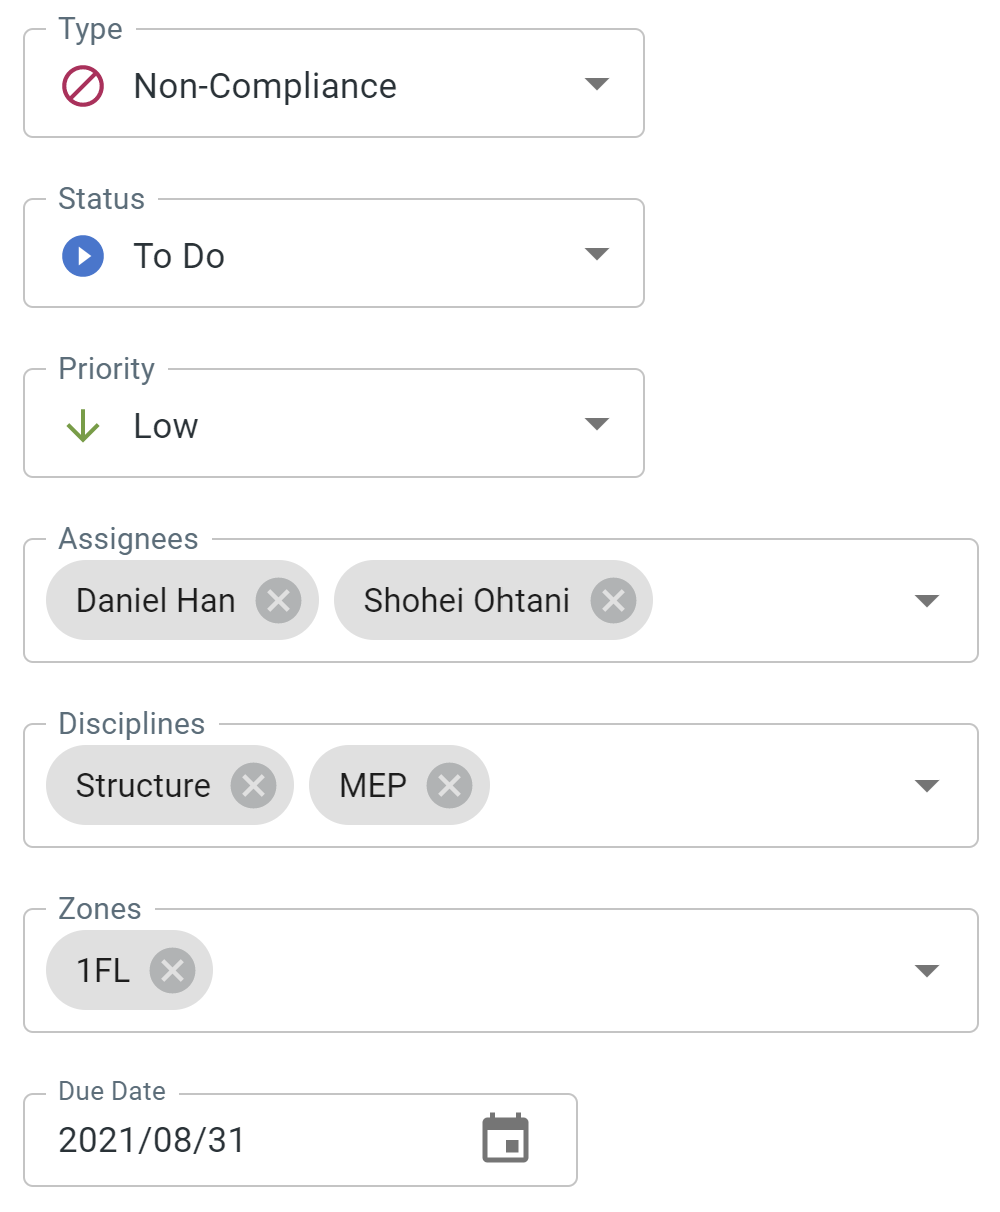 Type
Non-Compliance
Status
To Do
Priority
Low
Assignees
Daniel Han Shohei Ohtani
Disciplines
Structure MEP
Zones
1FL
Due Date
2021/08/31